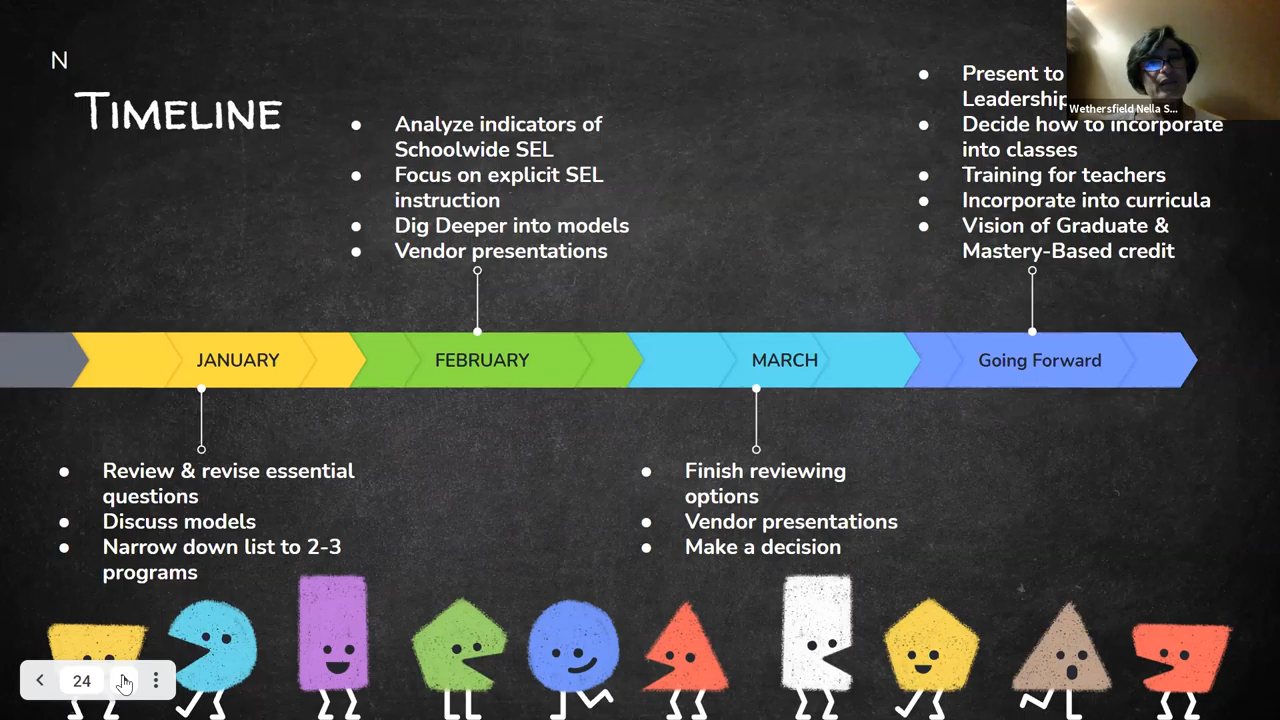 N
TIMELINE
Analyze indicators of
Schoolwide SEL
Focus on explicit SEL
instruction
Dig Deeper into models
Vendor presentations
Present to
Leadership
Decide how to incorporate
into classes
Training for teachers
Incorporate into curricula
Vision of Graduate &
Mastery-Based credit
Wethersfield Nella S...
JANUARY
FEBRUARY
MARCH
Going Forward
Review & revise essential
questions
Discuss models
Narrow down list to 2-3
programs
Finish reviewing
options
Vendor presentations
Make a decision
24